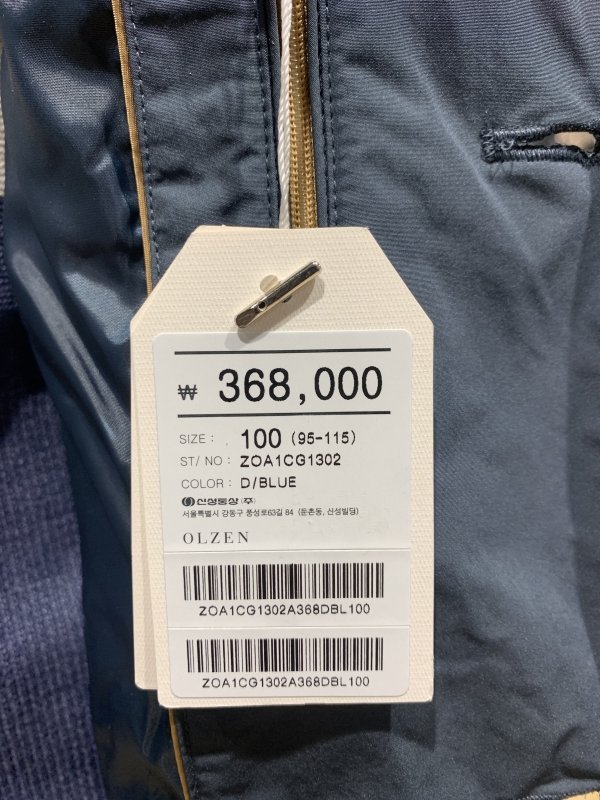 ₩ 368,000
SIZE : 100 (95-115)
ST/ NO : ZOA1CG1302
COLOR : D/BLUE
신성통상 (주)
서울특별시 강동구 풍성로63길 84 (둔촌동, 신성빌딩)
OLZEN
ZOA1CG1302A368DBL100
ZOA1CG1302A368DBL100